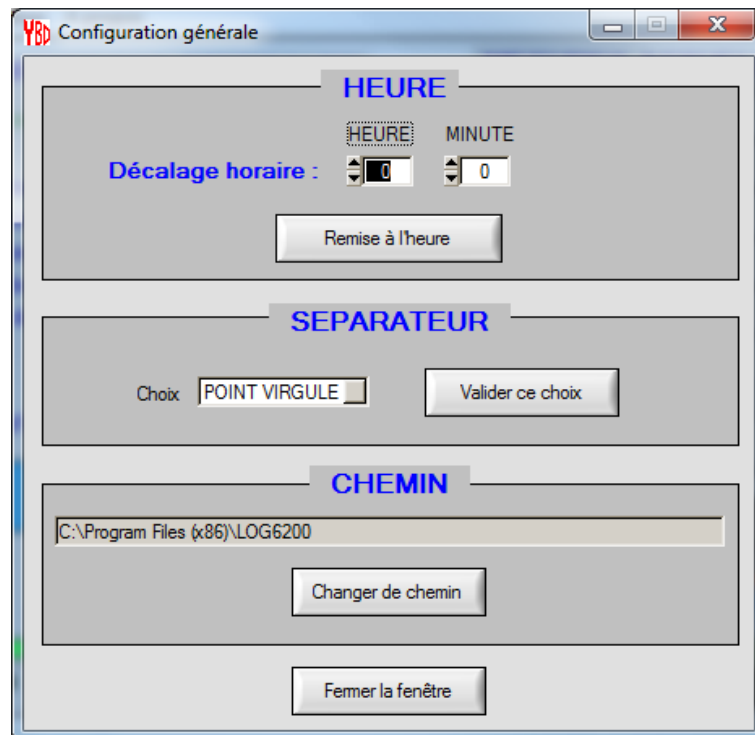 YBD Configuration générale
HEURE
HEURE MINUTE
Décalage horaire : 0 0
Remise à l'heure
SEPARATEUR
Choix POINT VIRGULE Valider ce choix
CHEMIN
C:\Program Files (x86)\LOG6200
Changer de chemin
Fermer la fenêtre